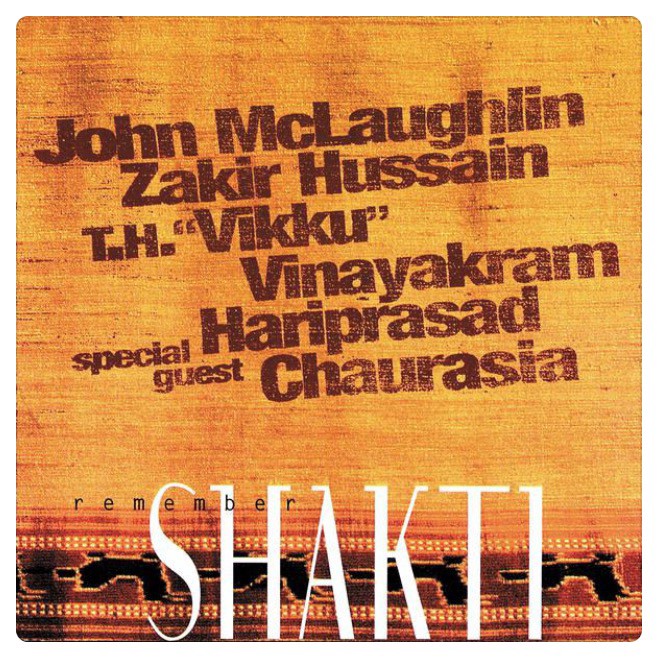 John McLaughlin
Zakir Hussain
T.H."Vikku"
Vinayakram
special guest Hariprasad
Chaurasia
remember
SHAKTI